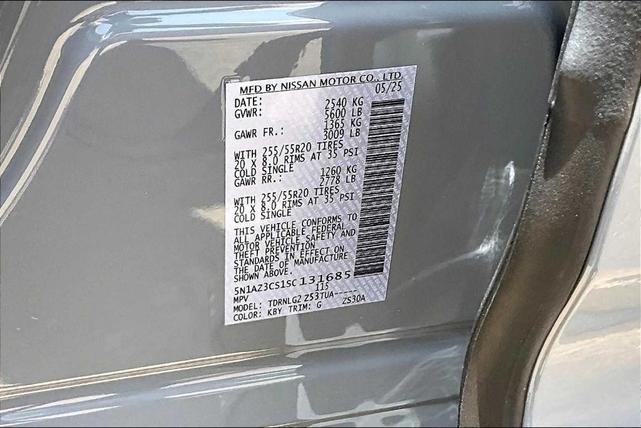 MFD BY NISSAN MOTOR CO., LTD.
DATE: 05/25
GVWR: 2540 KG
5600 LB
GAWR FR.: 1365 KG
3009 LB
WITH 255/55R20 TIRES
20 X 8.0 RIMS AT 35 PSI
COLD SINGLE
GAWR RR.: 1260 KG
2778 LB
WITH 255/55R20 TIRES
20 X 8.0 RIMS AT 35 PSI
COLD SINGLE
THIS VEHICLE CONFORMS TO
ALL APPLICABLE FEDERAL
MOTOR VEHICLE SAFETY AND
THEFT PREVENTION
STANDARDS IN EFFECT ON
THE DATE OF MANUFACTURE
SHOWN ABOVE.
5N1AZ3CS1SC131685
MPV 115
MODEL: TDRNLG2 Z53TUA-----
COLOR: KBY TRIM: G ZS30A